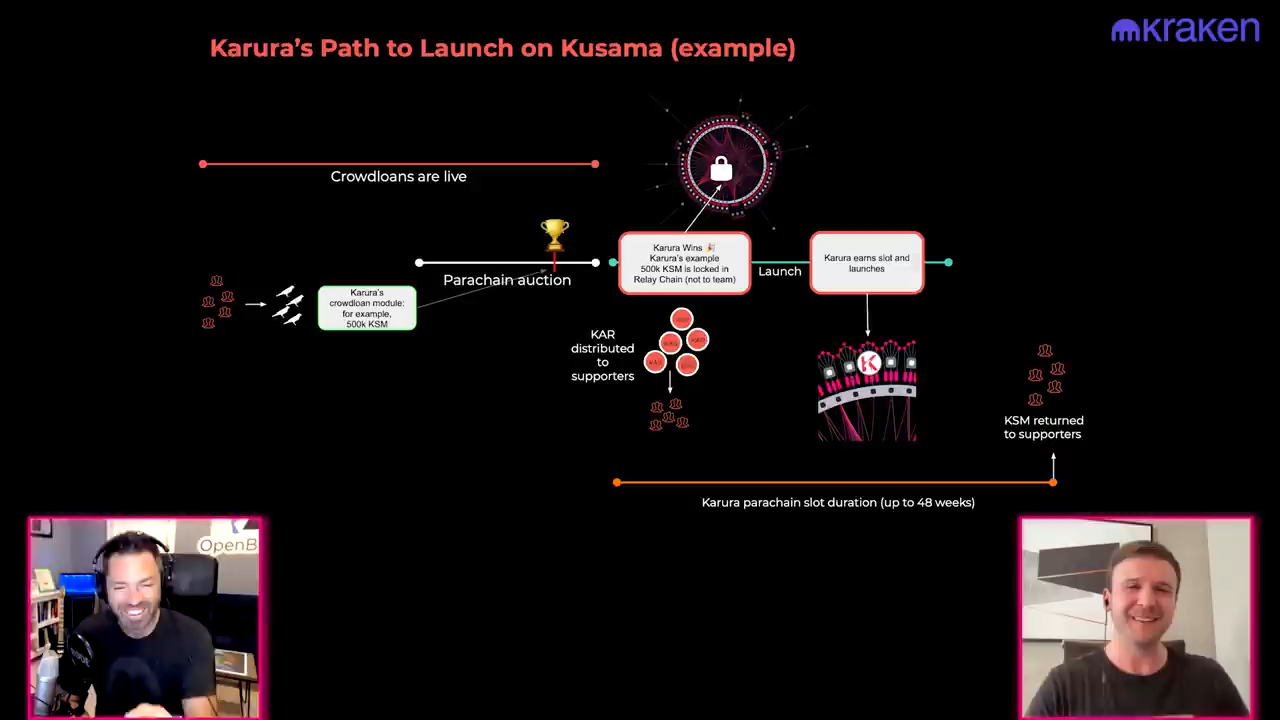 Karura's Path to Launch on Kusama (example)
kraken
Crowdloans are live
Parachain auction
Karura's
crowdloan module:
for example,
500k KSM
Karura Wins 🎉
Karura's example
500k KSM is locked in
Relay Chain (not to team)
Launch
Karura earns slot and
launches
KAR
distributed
to
supporters
KSM returned
to supporters
Karura parachain slot duration (up to 48 weeks)
OpenB